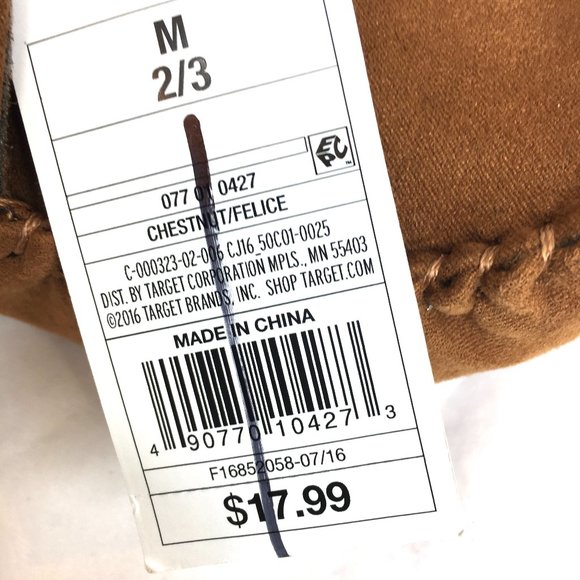 M
2/3
EPC
077 01 0427
CHESTNUT/FELICE
C-000323-02-006 CJ16_50C01-0025
DIST. BY TARGET CORPORATION MPLS., MN 55403
©2016 TARGET BRANDS, INC. SHOP TARGET.COM
MADE IN CHINA
4 90770 10427 3
F16852058-07/16
$17.99